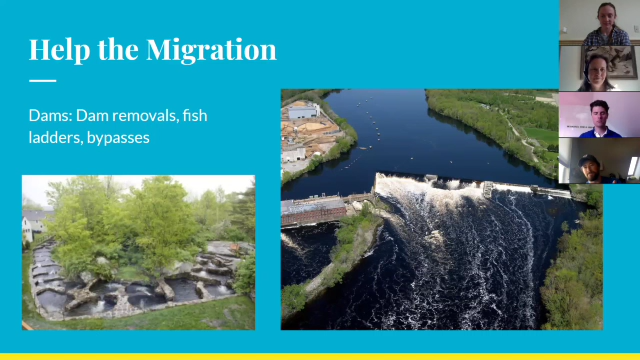 Help the Migration
Dams: Dam removals, fish
ladders, bypasses